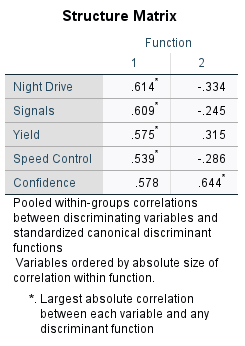 Structure Matrix
Function
1 2
Night Drive .614* -.334
Signals .609* -.245
Yield .575* .315
Speed Control .539* -.286
Confidence .578 .644*
Pooled within-groups correlations
between discriminating variables and
standardized canonical discriminant
functions
Variables ordered by absolute size of
correlation within function.
*. Largest absolute correlation
between each variable and any
discriminant function